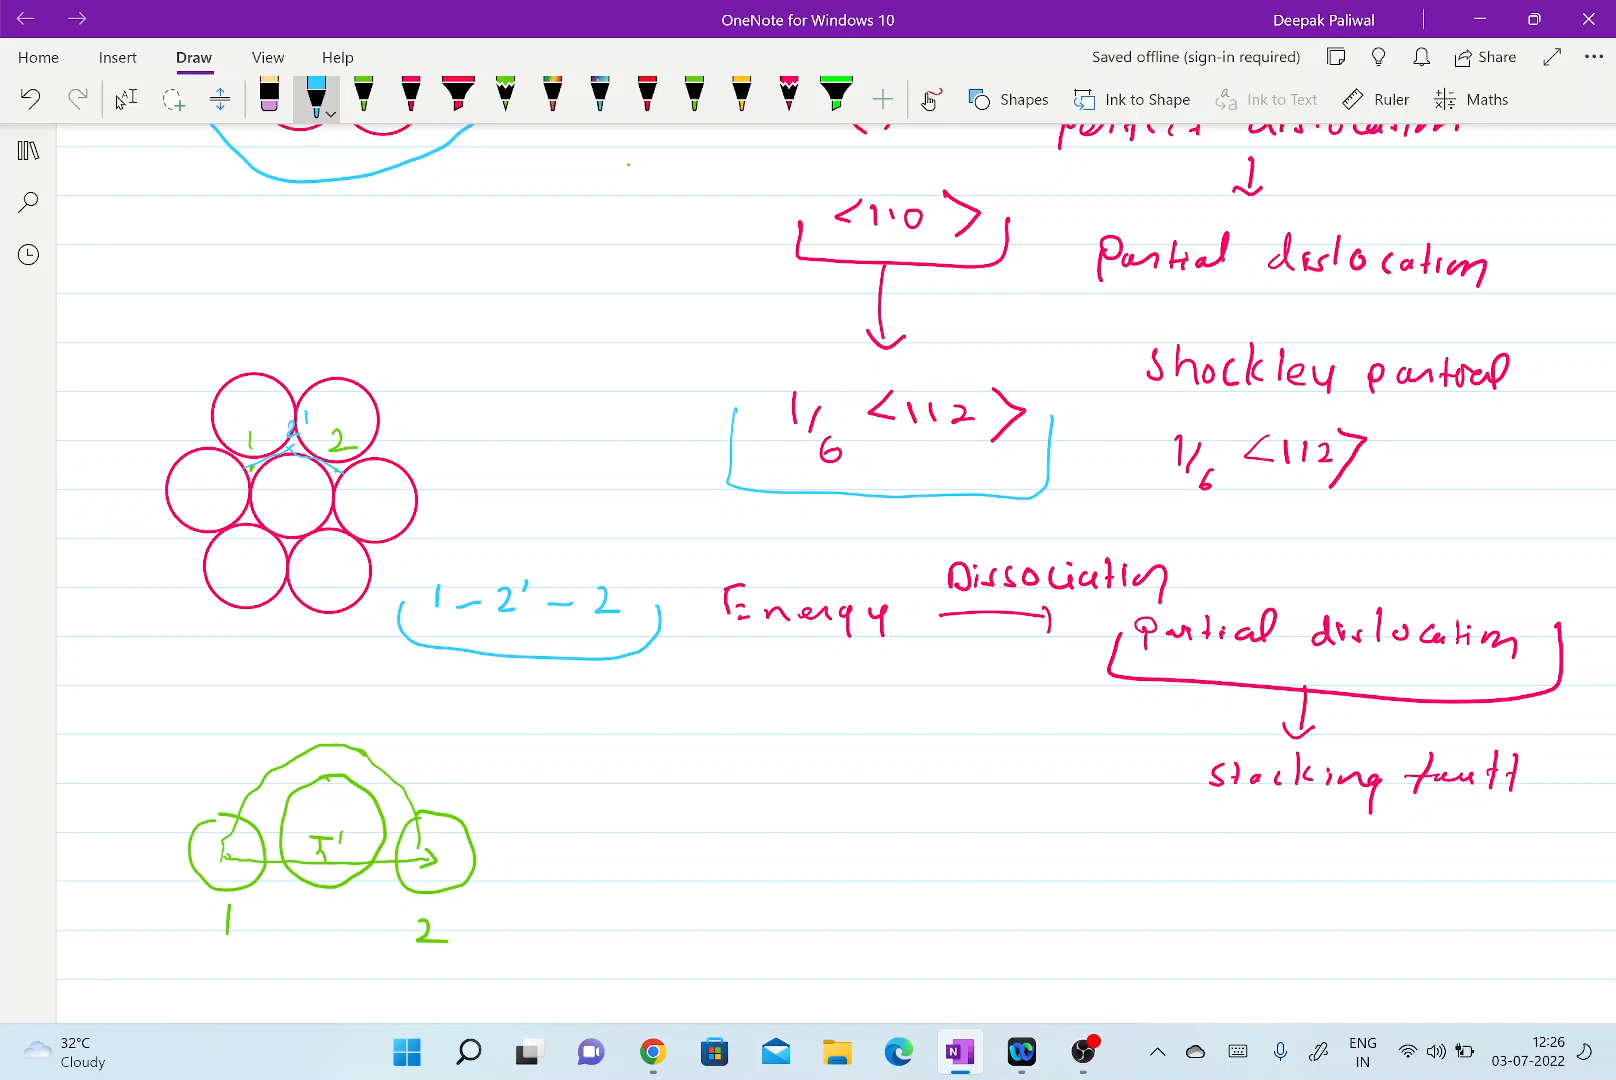 OneNote for Windows 10
Deepak Paliwal
Home Insert Draw View Help
Saved offline (sign-in required)
Share
Shapes
Ink to Shape
Ink to Text
Ruler
Maths
dislocation
<110>
Partial dislocation
Shockley partial
1/6 <112>
1/6 <112>
1 2' 2
1 - 2' - 2
Energy
Dissociation
Partial dislocation
stacking fault
1
2
32°C
Cloudy
ENG
IN
12:26
03-07-2022